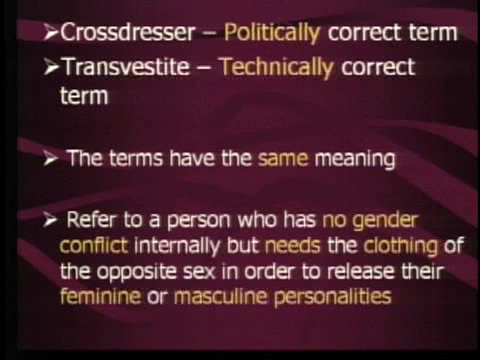 ➢Crossdresser – Politically correct term
➢Transvestite – Technically correct
term
➢ The terms have the same meaning
➢ Refer to a person who has no gender
conflict internally but needs the clothing of
the opposite sex in order to release their
feminine or masculine personalities